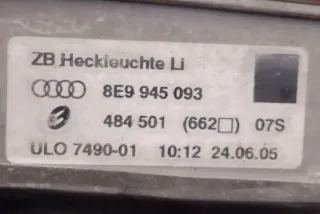 ZB Heckleuchte Li
8E9 945 093
484 501 (662□) 07S
ULO 7490-01 10:12 24.06.05